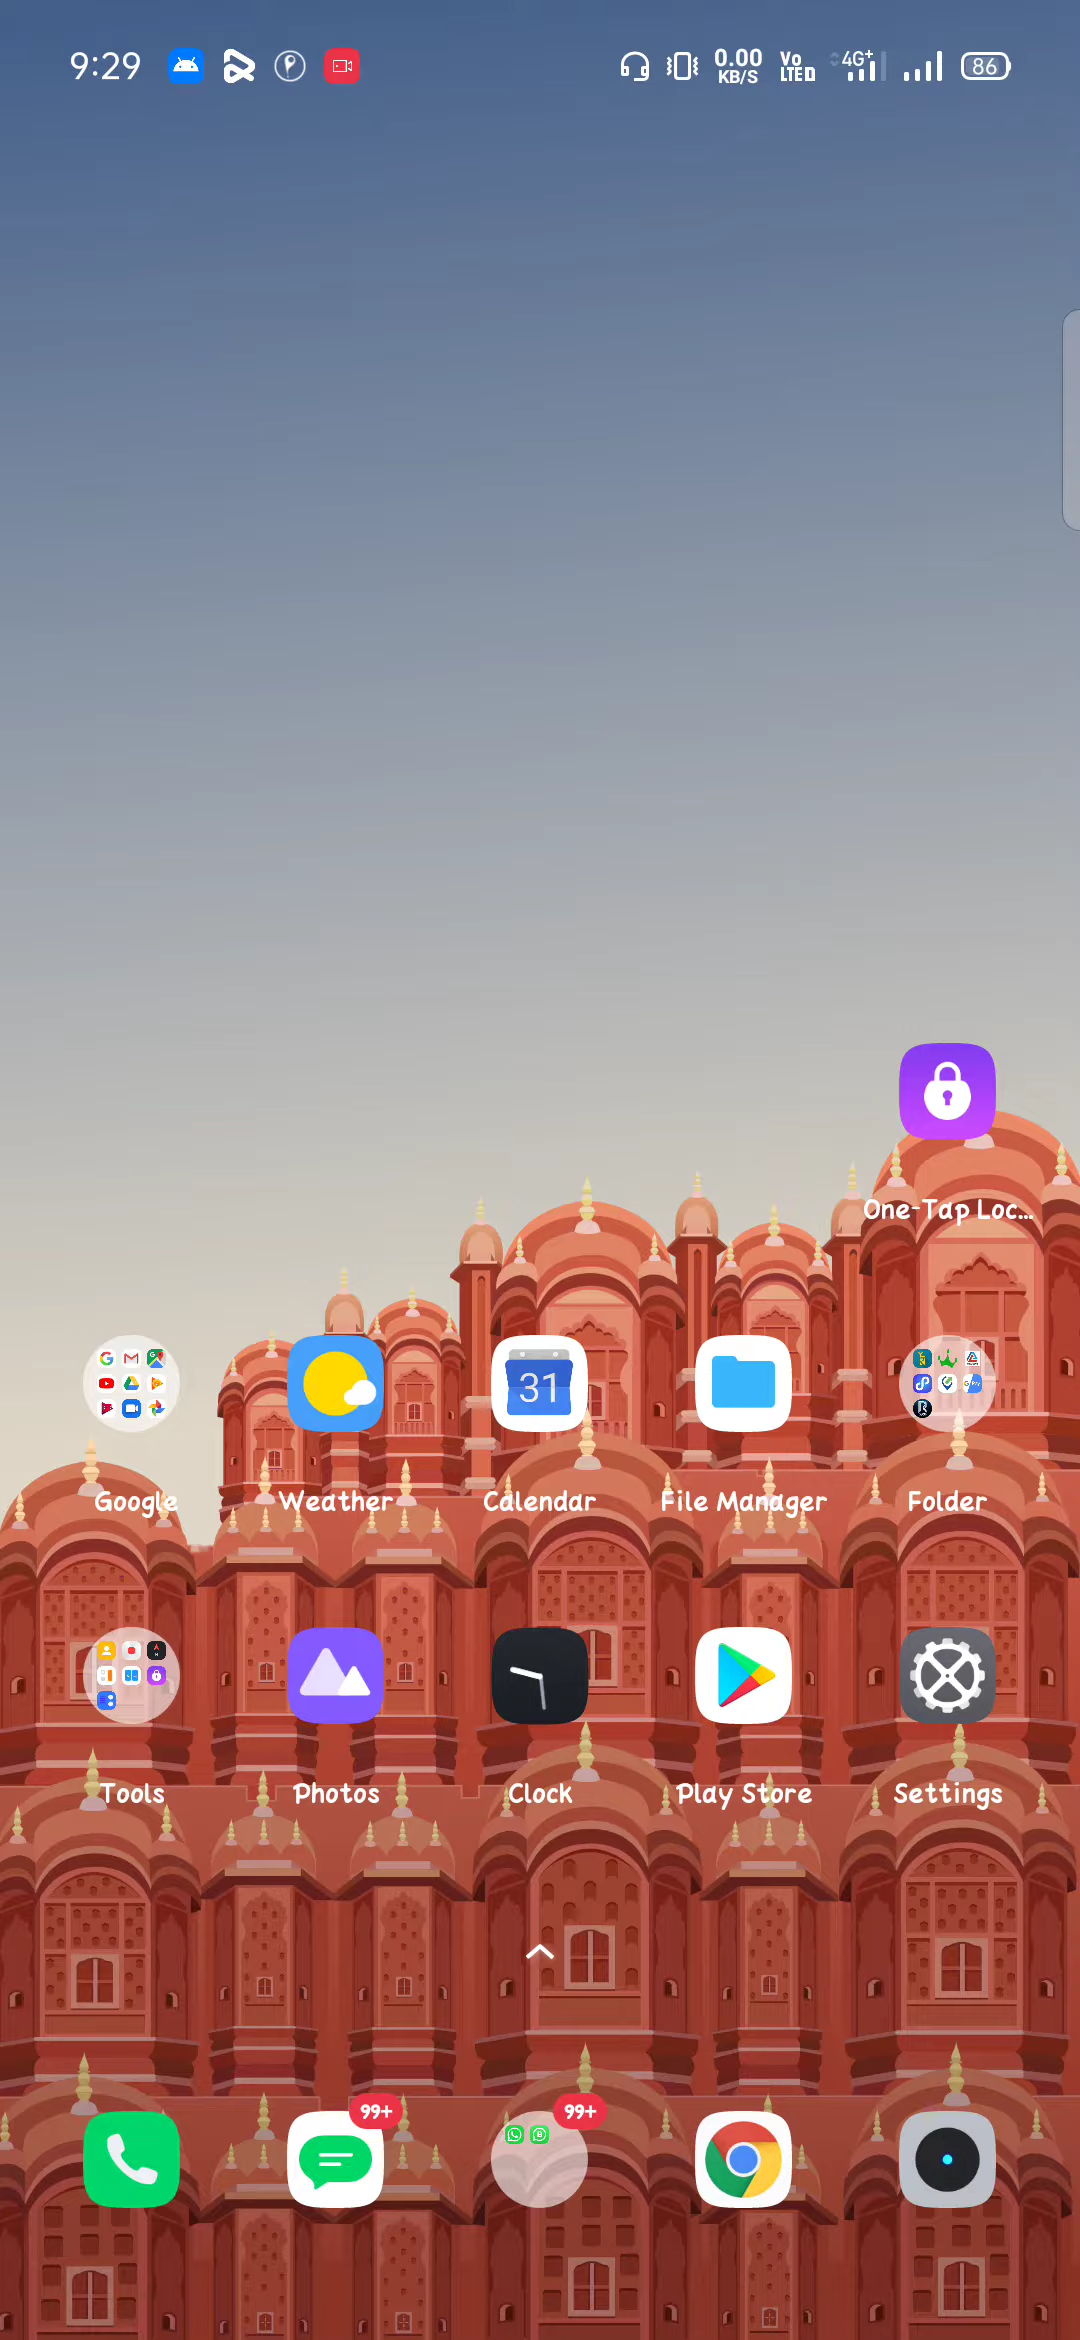 9:29 0.00 KB/S Vo LTE 4G+ 86
One-Tap Loc...
31
Google Weather Calendar File Manager Folder
Tools Photos Clock Play Store Settings
99+ 99+